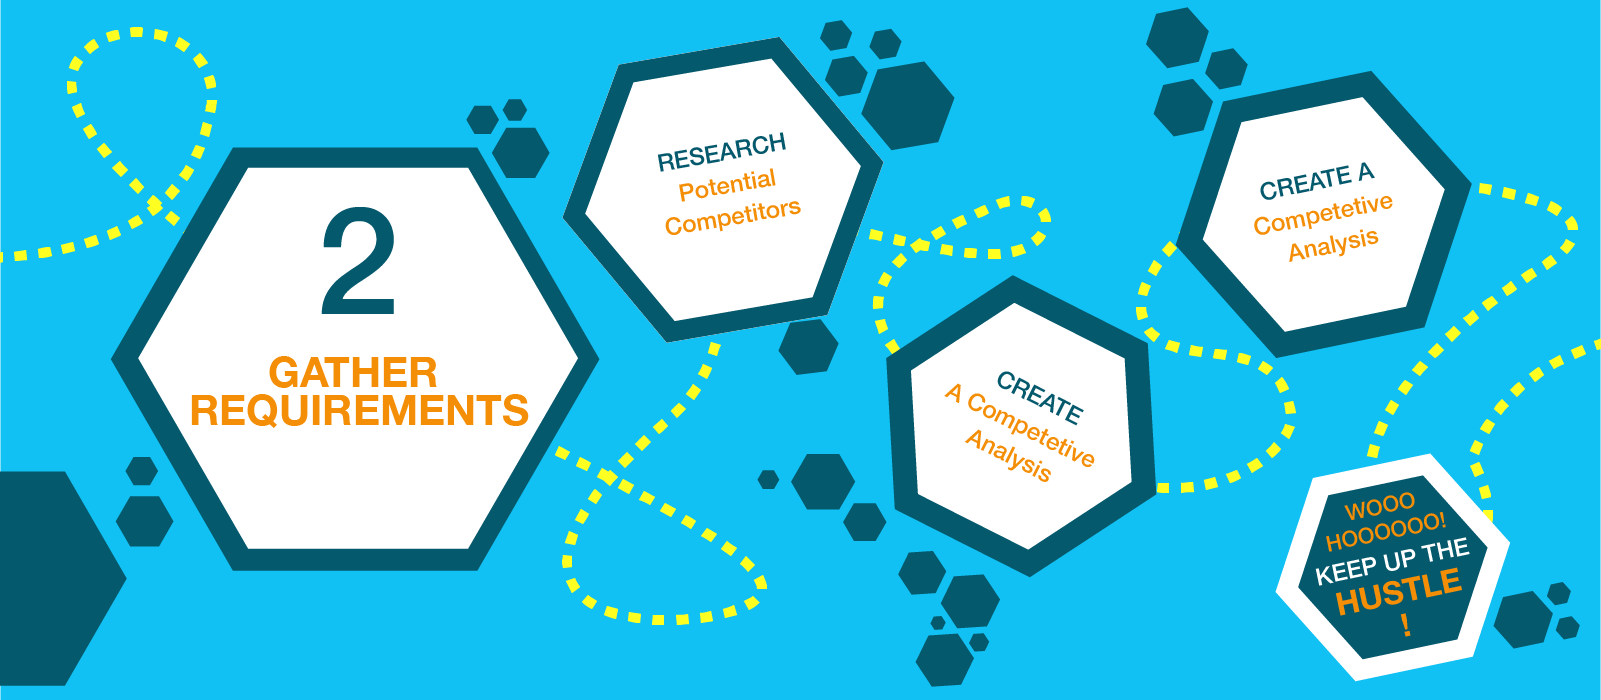 2
GATHER
REQUIREMENTS
RESEARCH
Potential
Competitors
CREATE
A Competetive
Analysis
CREATE A
Competetive
Analysis
WOOO
HOOOOOO!
KEEP UP THE
HUSTLE
!